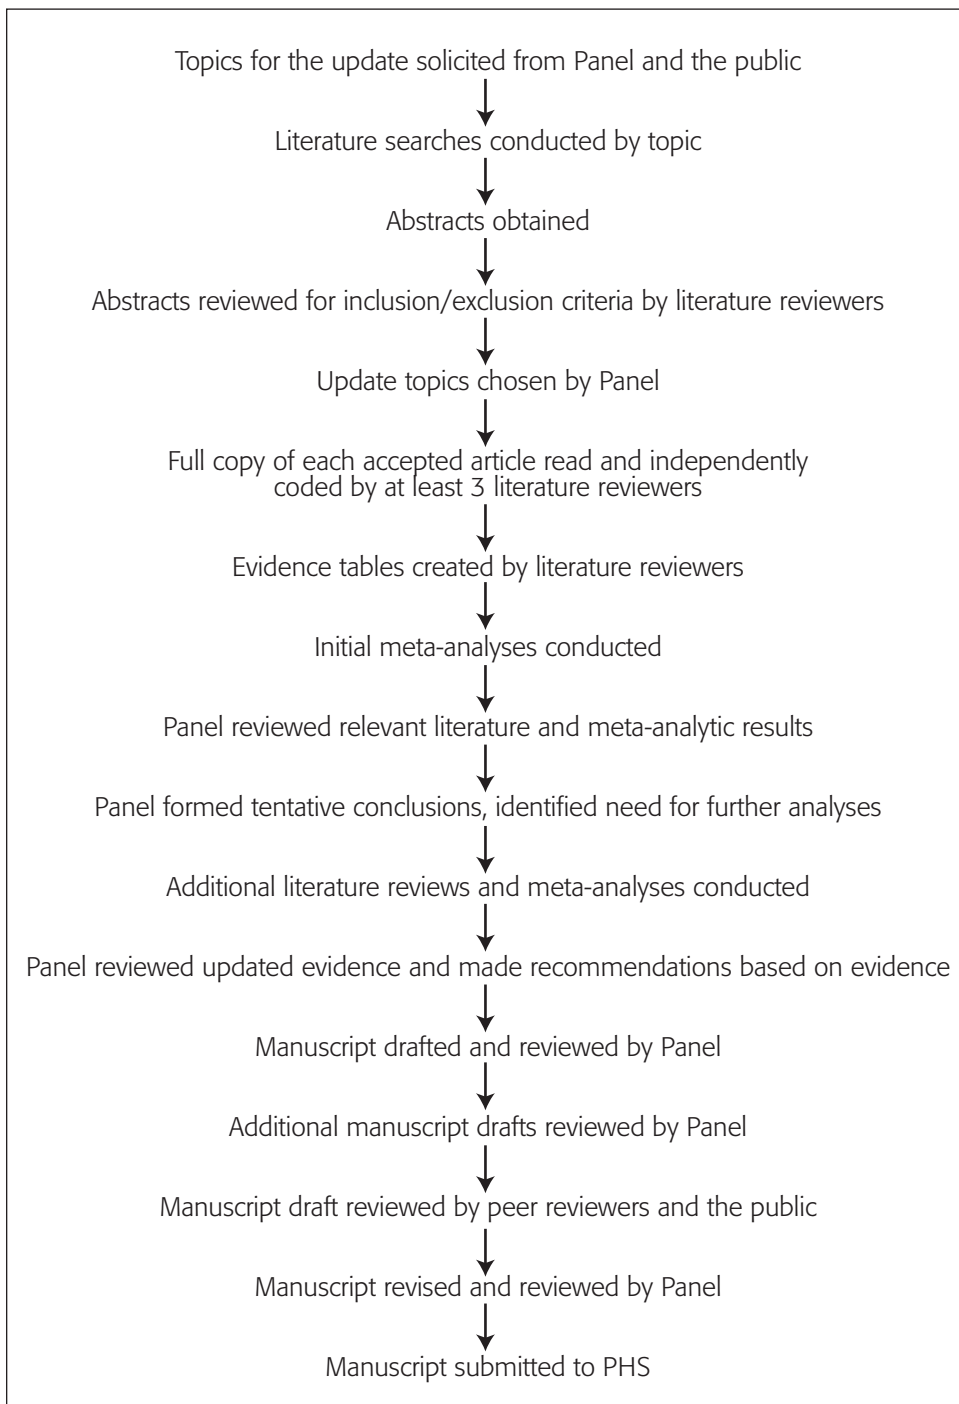 Topics for the update solicited from Panel and the public
Literature searches conducted by topic
Abstracts obtained
Abstracts reviewed for inclusion/exclusion criteria by literature reviewers
Update topics chosen by Panel
Full copy of each accepted article read and independently
coded by at least 3 literature reviewers
Evidence tables created by literature reviewers
Initial meta-analyses conducted
Panel reviewed relevant literature and meta-analytic results
Panel formed tentative conclusions, identified need for further analyses
Additional literature reviews and meta-analyses conducted
Panel reviewed updated evidence and made recommendations based on evidence
Manuscript drafted and reviewed by Panel
Additional manuscript drafts reviewed by Panel
Manuscript draft reviewed by peer reviewers and the public
Manuscript revised and reviewed by Panel
Manuscript submitted to PHS